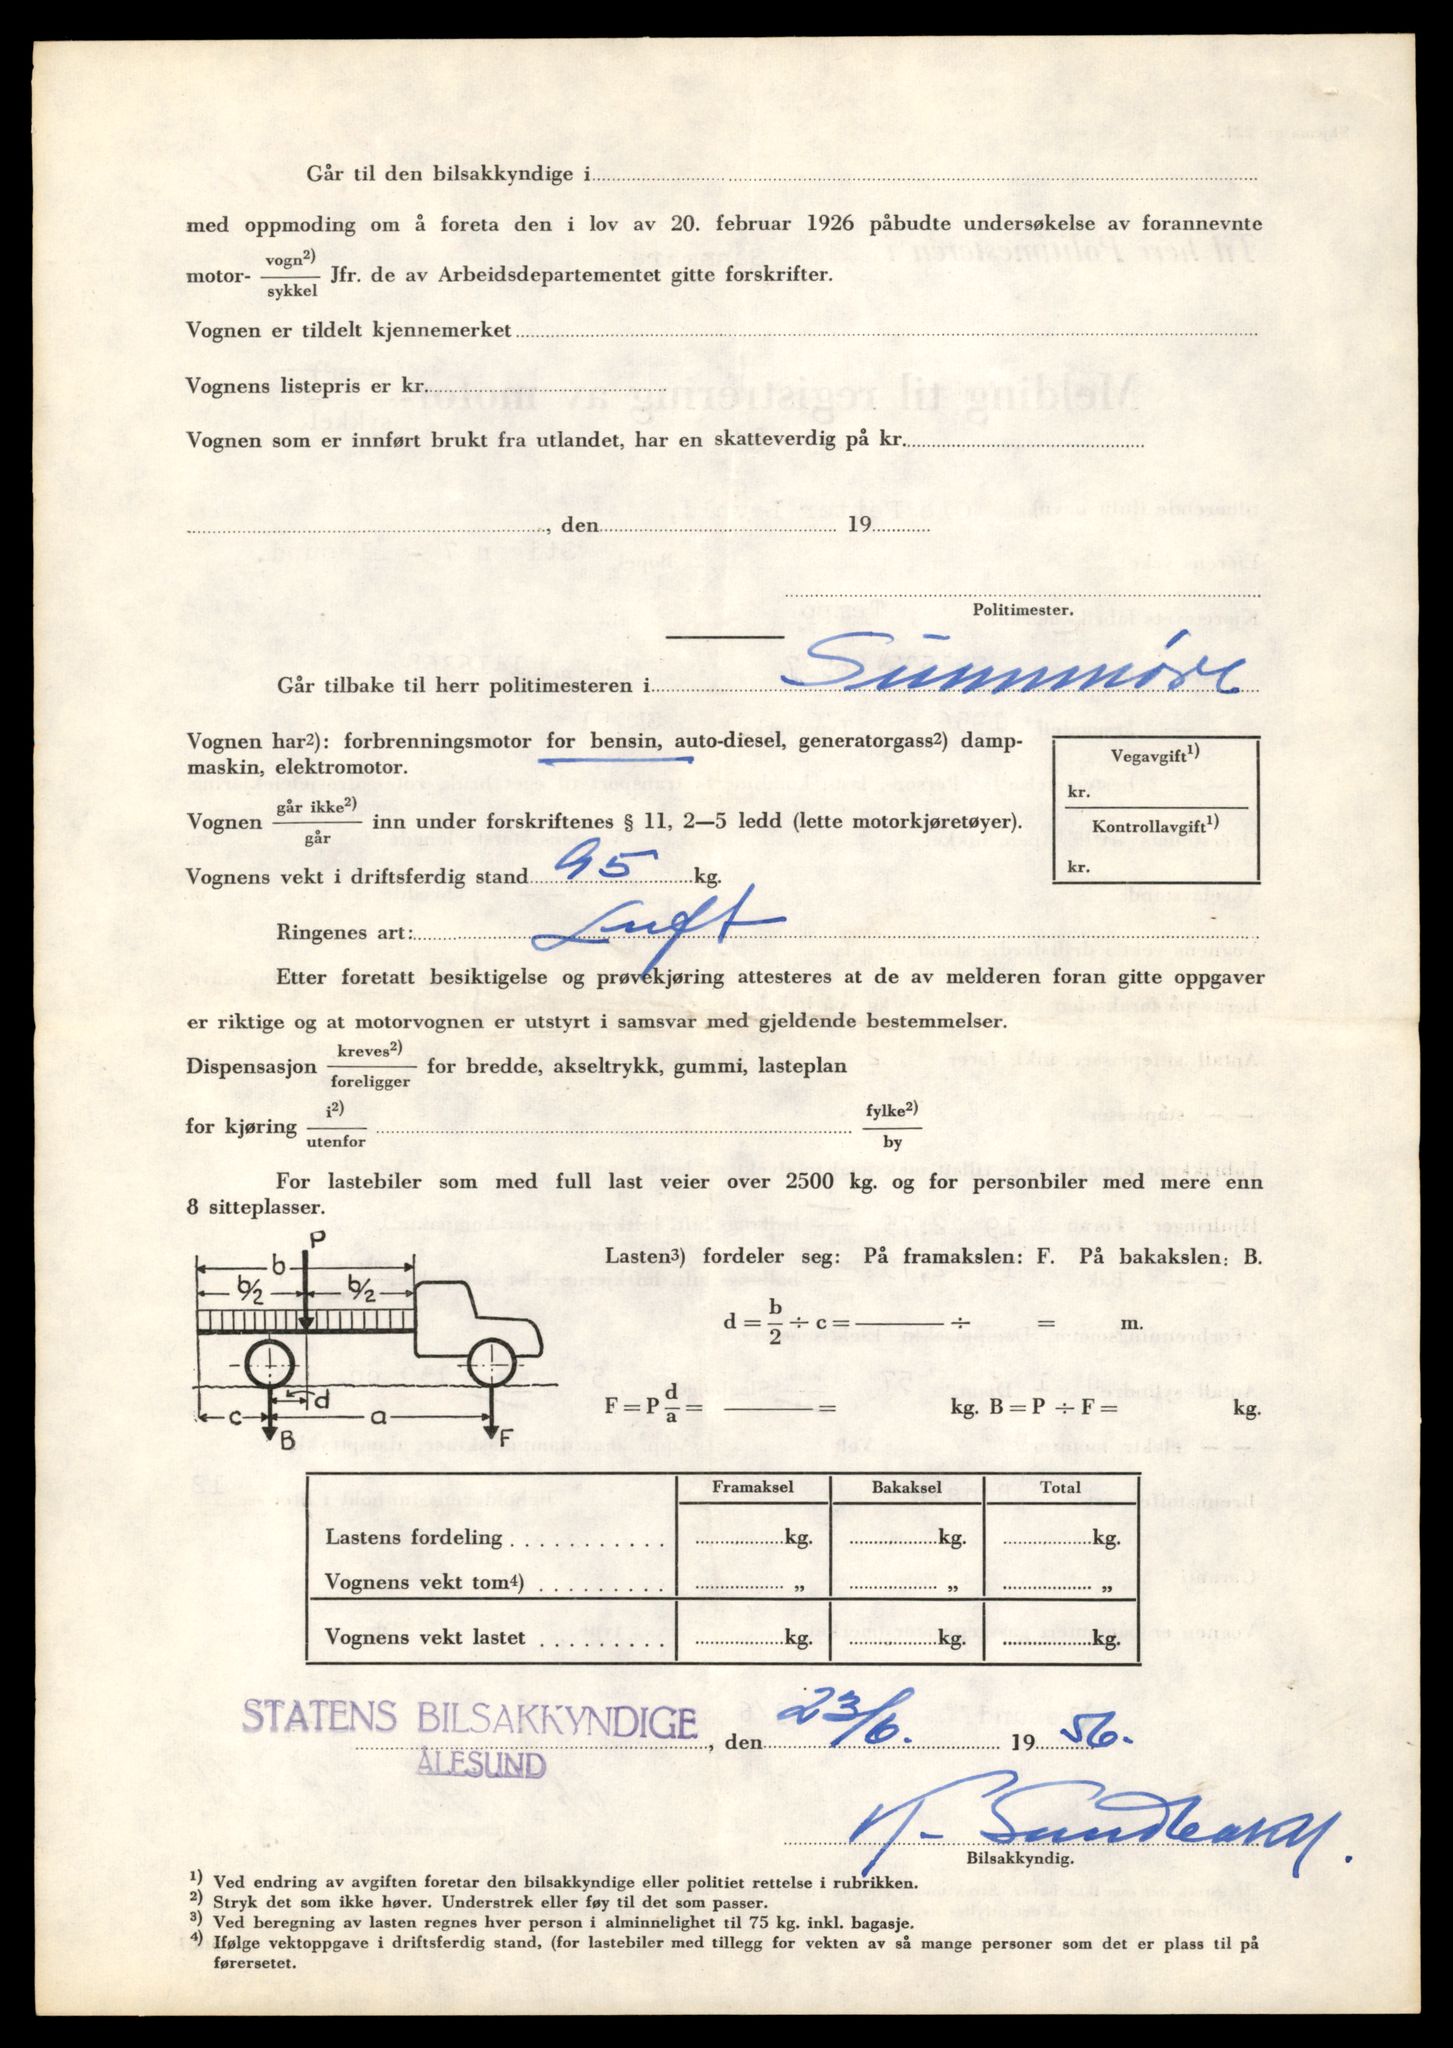 Går til den bilsakkyndige i
med oppmoding om å foreta den i lov av 20. februar 1926 påbudte undersøkelse av forannevnte
motor- vogn²)/sykkel Jfr. de av Arbeidsdepartementet gitte forskrifter.
Vognen er tildelt kjennemerket
Vognens listepris er kr.
Vognen som er innført brukt fra utlandet, har en skatteverdig på kr.
, den 19
Politimester.
Går tilbake til herr politimesteren i Sunnmøre
Vognen har²): forbrenningsmotor for bensin, auto-diesel, generatorgass²) damp-
maskin, elektromotor.
Vegavgift¹)
kr.
Kontrollavgift¹)
kr.
Vognen går ikke²)/går inn under forskriftenes § 11, 2—5 ledd (lette motorkjøretøyer).
Vognens vekt i driftsferdig stand 95 kg.
Ringenes art: Luft
Etter foretatt besiktigelse og prøvekjøring attesteres at de av melderen foran gitte oppgaver
er riktige og at motorvognen er utstyrt i samsvar med gjeldende bestemmelser.
Dispensasjon kreves²)/foreligger for bredde, akseltrykk, gummi, lasteplan
for kjøring i²)/utenfor fylke²)/by
For lastebiler som med full last veier over 2500 kg. og for personbiler med mere enn
8 sitteplasser.
P
b
b/2 b/2
d
c a
B F
Lasten³) fordeler seg: På framakslen: F. På bakakslen: B.
d = b/2 ÷ c = ——— ÷ = m.
F = P d/a = ——— = kg. B = P ÷ F = kg.
Framaksel Bakaksel Total
Lastens fordeling kg. kg. kg.
Vognens vekt tom⁴) „ „ „
Vognens vekt lastet kg. kg. kg.
STATENS BILSAKKYNDIGE
ÅLESUND
, den 23/6. 19 56.
Bilsakkyndig.
¹) Ved endring av avgiften foretar den bilsakkyndige eller politiet rettelse i rubrikken.
²) Stryk det som ikke høver. Understrek eller føy til det som passer.
³) Ved beregning av lasten regnes hver person i alminnelighet til 75 kg. inkl. bagasje.
⁴) Ifølge vektoppgave i driftsferdig stand, (for lastebiler med tillegg for vekten av så mange personer som det er plass til på
førersetet.